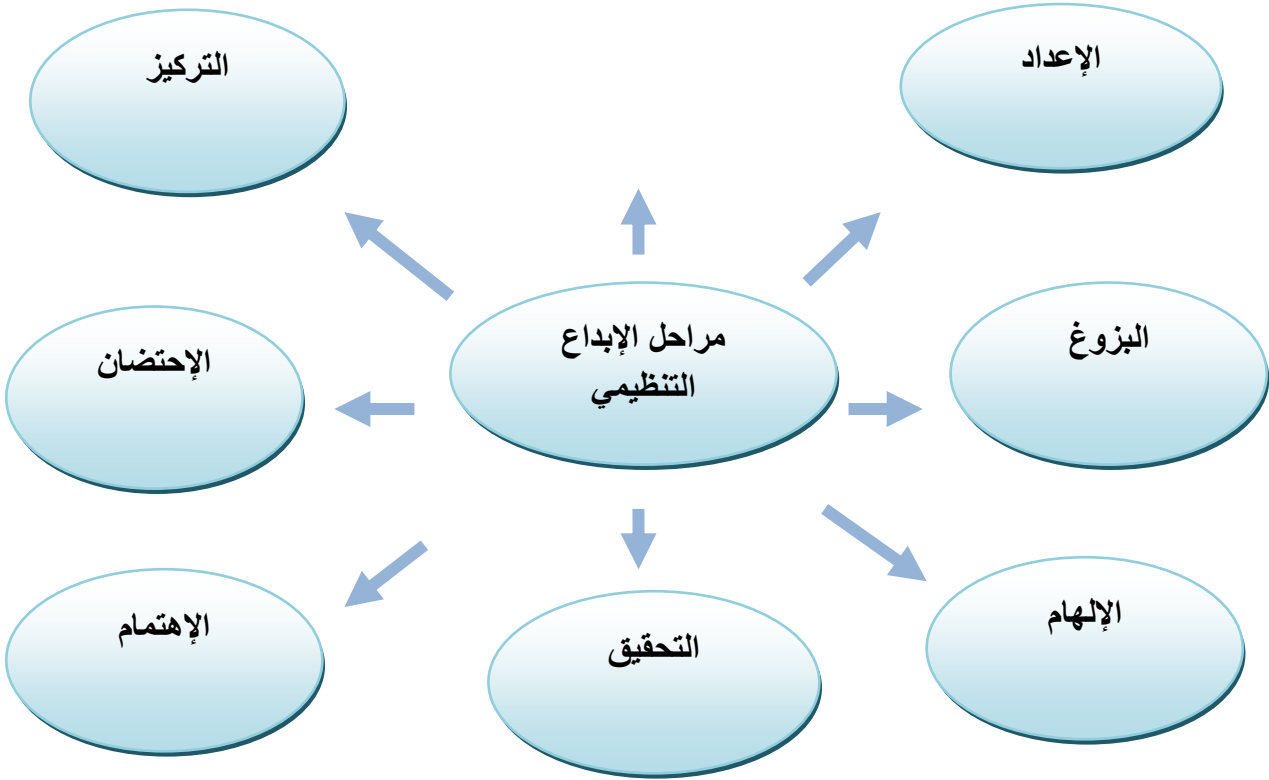 الإعداد
التركيز
البزوغ
مراحل الإبداع
التنظيمي
الإحتضان
الإلهام
التحقيق
الإهتمام